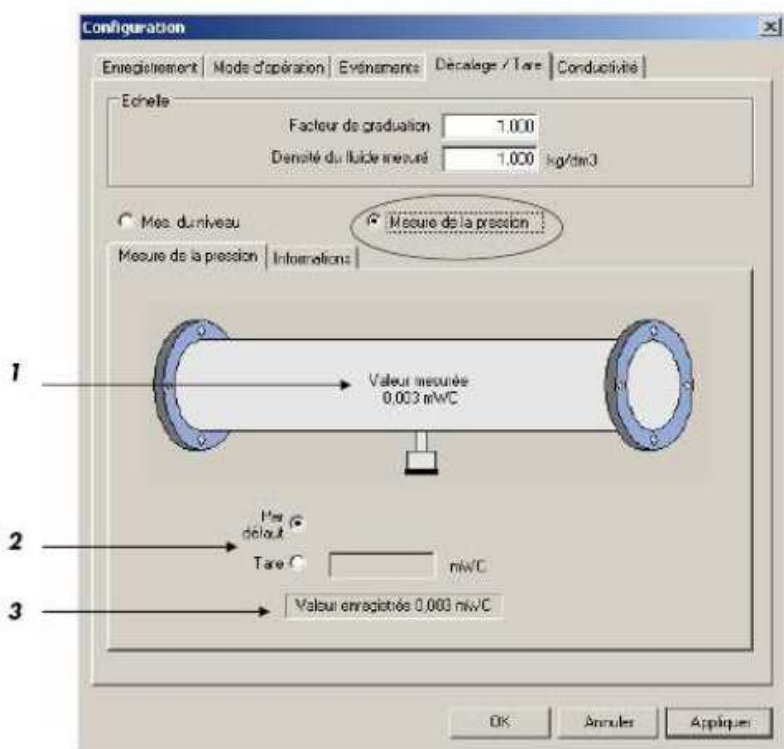 Configuration
Enregistrement Mode d'opération Evénements Décalage / Tare Conductivité
Echelle
Facteur de graduation 1.000
Densité du fluide mesuré 1.000 kg/dm3
Mes. du niveau Mesure de la pression
Mesure de la pression Informations
1
Valeur mesurée
0,003 mWC
Par
défaut
2
Tare mWC
3
Valeur enregistrée 0,003 mWC
OK Annuler Appliquer